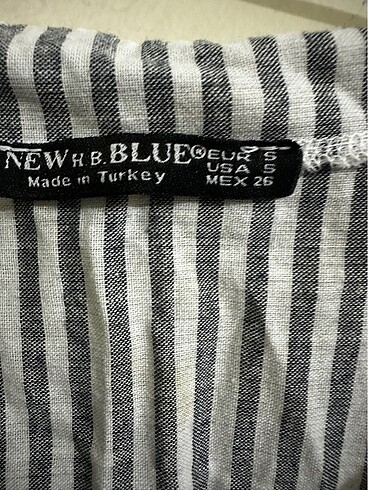 NEW H.B. BLUE® EUR S
USA S
Made in Turkey
MEX 26